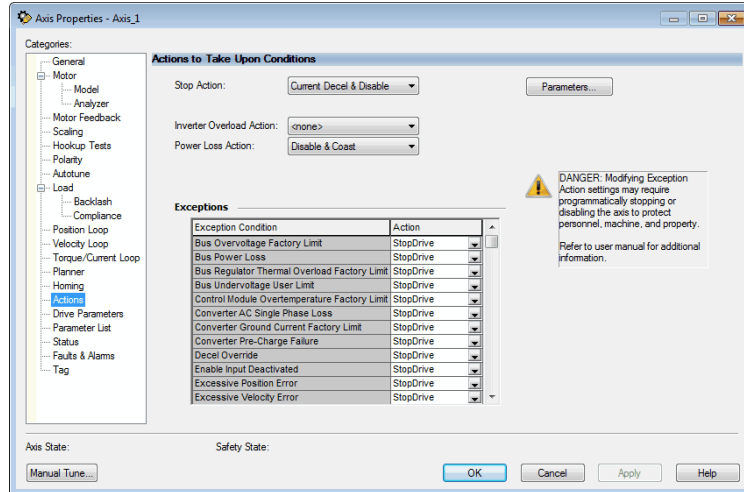 Axis Properties - Axis_1
Categories:
General
Motor
Model
Analyzer
Motor Feedback
Scaling
Hookup Tests
Polarity
Autotune
Load
Backlash
Compliance
Position Loop
Velocity Loop
Torque/Current Loop
Planner
Homing
Actions
Drive Parameters
Parameter List
Status
Faults & Alarms
Tag
Actions to Take Upon Conditions
Stop Action: Current Decel & Disable Parameters...
Inverter Overload Action: <none>
Power Loss Action: Disable & Coast
DANGER: Modifying Exception
Action settings may require
programmatically stopping or
disabling the axis to protect
personnel, machine, and property.
Refer to user manual for additional
information.
Exceptions
Exception Condition Action
Bus Overvoltage Factory Limit StopDrive
Bus Power Loss StopDrive
Bus Regulator Thermal Overload Factory Limit StopDrive
Bus Undervoltage User Limit StopDrive
Control Module Overtemperature Factory Limit StopDrive
Converter AC Single Phase Loss StopDrive
Converter Ground Current Factory Limit StopDrive
Converter Pre-Charge Failure StopDrive
Decel Override StopDrive
Enable Input Deactivated StopDrive
Excessive Position Error StopDrive
Excessive Velocity Error StopDrive
Axis State: Safety State:
Manual Tune... OK Cancel Apply Help